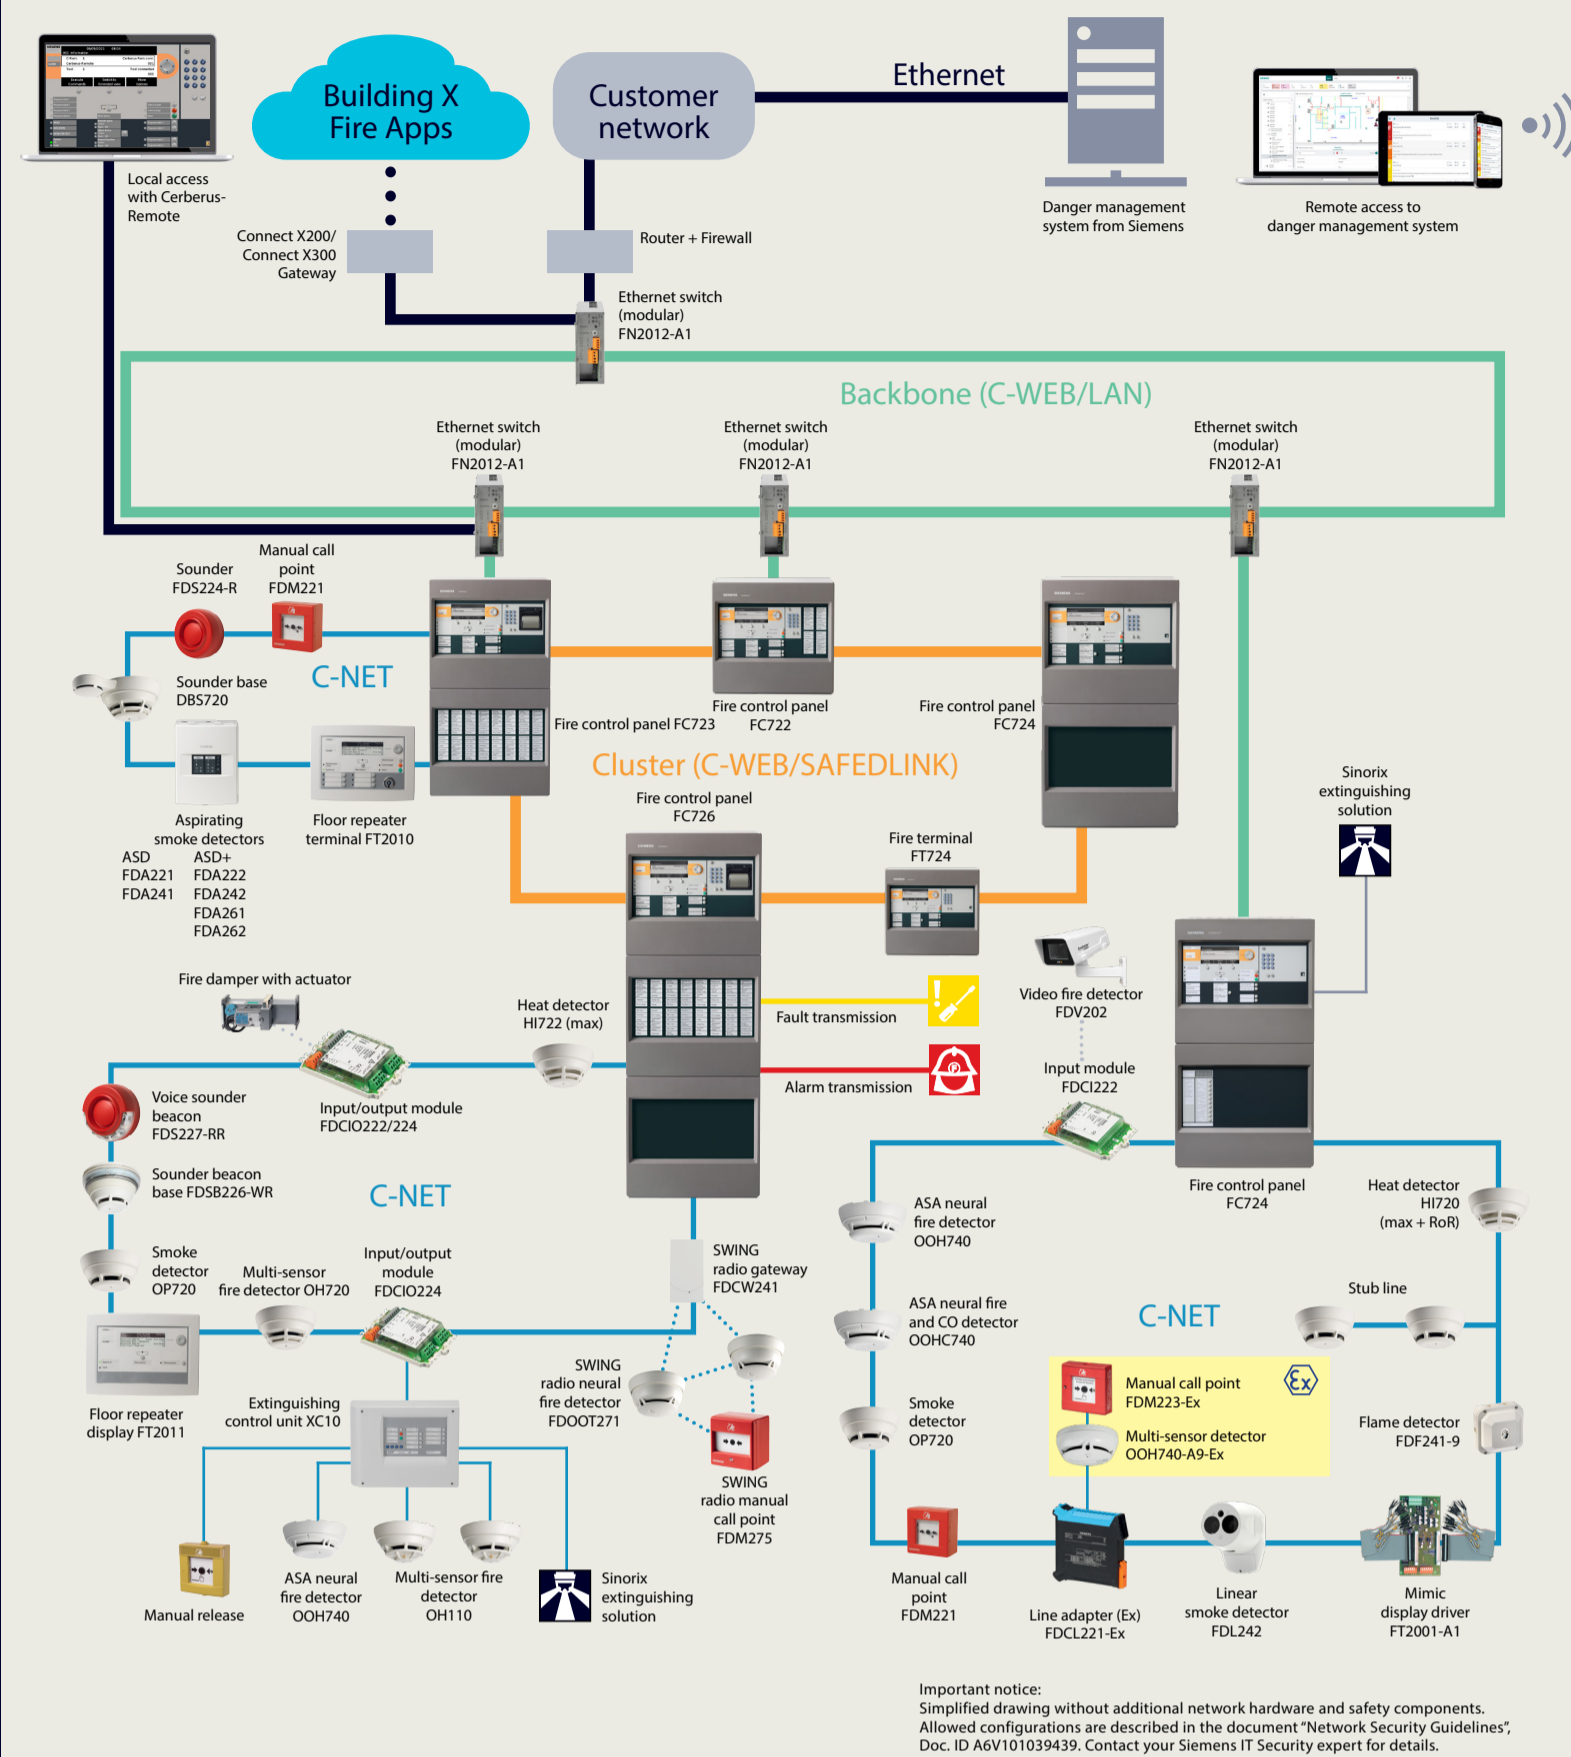 Building X
Fire Apps
Customer
network
Ethernet
Local access
with Cerberus-
Remote
Danger management
system from Siemens
Remote access to
danger management system
Connect X200/
Connect X300
Gateway
Router + Firewall
Ethernet switch
(modular)
FN2012-A1
Backbone (C-WEB/LAN)
Ethernet switch
(modular)
FN2012-A1
Ethernet switch
(modular)
FN2012-A1
Ethernet switch
(modular)
FN2012-A1
Sounder
FDS224-R
Manual call
point
FDM221
C-NET
Sounder base
DBS720
Fire control panel FC723
Fire control panel
FC722
Fire control panel
FC724
Cluster (C-WEB/SAFEDLINK)
Aspirating
smoke detectors
ASD
FDA221
FDA241
ASD+
FDA222
FDA242
FDA261
FDA262
Floor repeater
terminal FT2010
Fire control panel
FC726
Fire terminal
FT724
Sinorix
extinguishing
solution
Fire damper with actuator
Heat detector
HI722 (max)
Fault transmission
Alarm transmission
Video fire detector
FDV202
Input module
FDCI222
Voice sounder
beacon
FDS227-RR
Input/output module
FDCIO222/224
Sounder beacon
base FDSB226-WR
C-NET
Fire control panel
FC724
Heat detector
HI720
(max + RoR)
ASA neural
fire detector
OOH740
Smoke
detector
OP720
Multi-sensor
fire detector OH720
Input/output
module
FDCIO224
SWING
radio gateway
FDCW241
Stub line
ASA neural fire
and CO detector
OOHC740
C-NET
SWING
radio neural
fire detector
FDOOT271
Manual call point
FDM223-Ex
Ex
Floor repeater
display FT2011
Extinguishing
control unit XC10
Smoke
detector
OP720
Multi-sensor detector
OOH740-A9-Ex
Flame detector
FDF241-9
SWING
radio manual
call point
FDM275
Manual release
ASA neural
fire detector
OOH740
Multi-sensor fire
detector
OH110
Sinorix
extinguishing
solution
Manual call
point
FDM221
Line adapter (Ex)
FDCL221-Ex
Linear
smoke detector
FDL242
Mimic
display driver
FT2001-A1
Important notice:
Simplified drawing without additional network hardware and safety components.
Allowed configurations are described in the document “Network Security Guidelines”,
Doc. ID A6V101039439. Contact your Siemens IT Security expert for details.